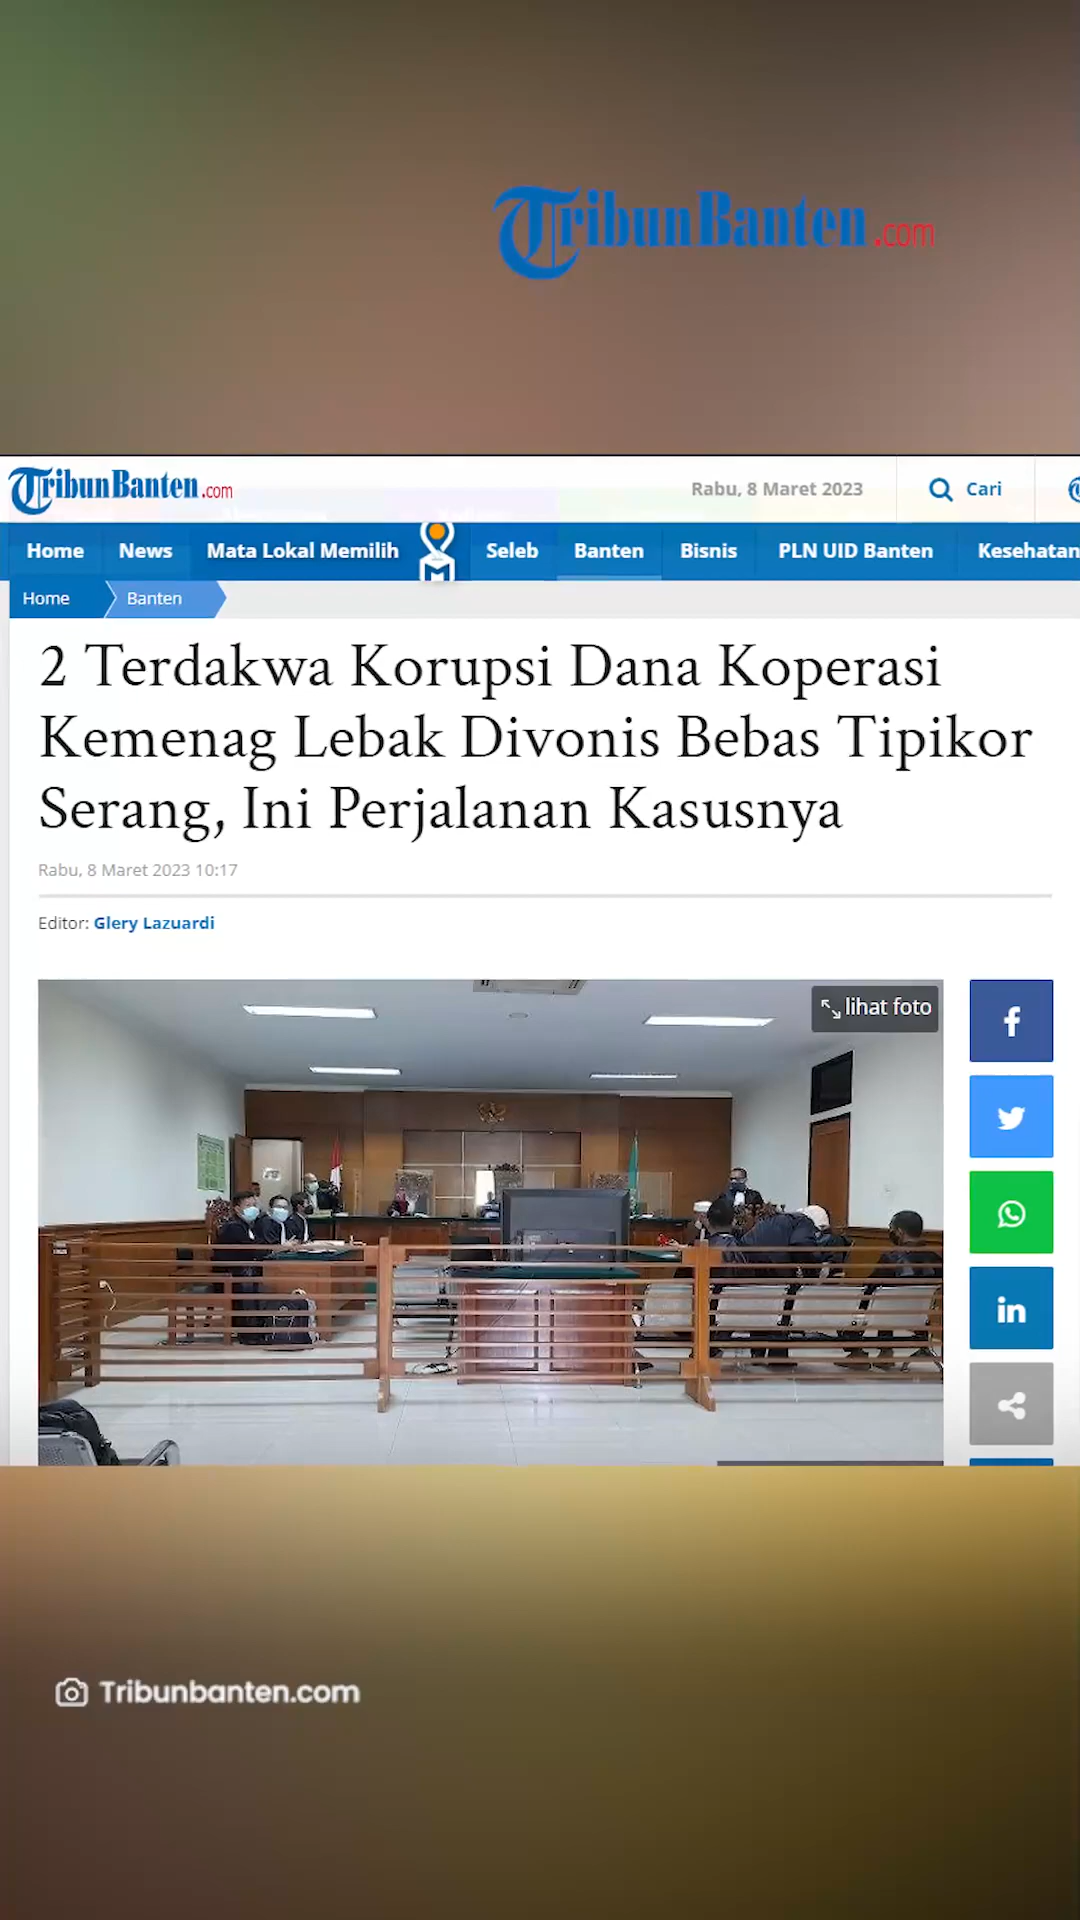 TribunBanten.com
TribunBanten.com
Rabu, 8 Maret 2023
Cari
Home News Mata Lokal Memilih Seleb Banten Bisnis PLN UID Banten Kesehatan
Home Banten
2 Terdakwa Korupsi Dana Koperasi
Kemenag Lebak Divonis Bebas Tipikor
Serang, Ini Perjalanan Kasusnya
Rabu, 8 Maret 2023 10:17
Editor: Glery Lazuardi
lihat foto
Tribunbanten.com